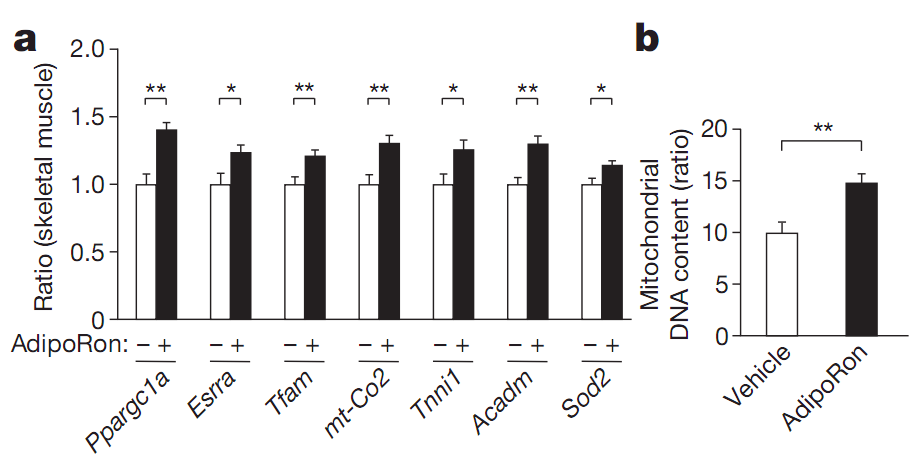 a
Ratio (skeletal muscle)
2.0
1.5
1.0
0.5
0
** * ** ** * ** *
AdipoRon: − + − + − + − + − + − + − +
Ppargc1a Esrra Tfam mt-Co2 Tnni1 Acadm Sod2
b
Mitochondrial
DNA content (ratio)
20
15
10
5
0
**
Vehicle AdipoRon